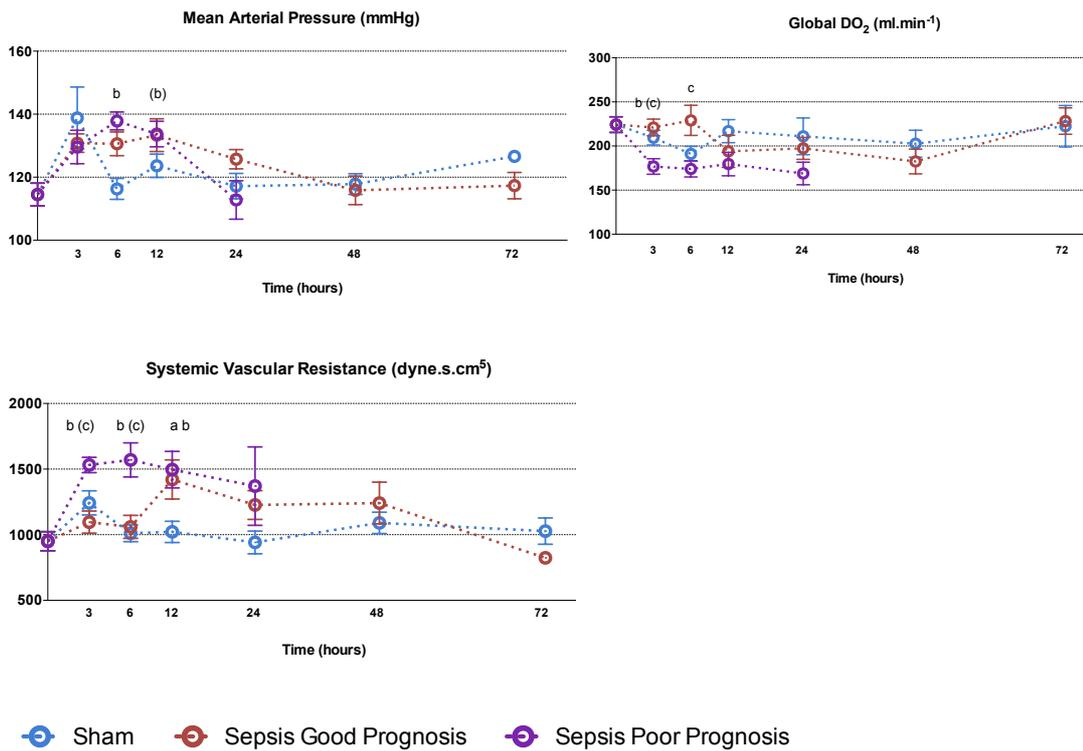 Mean Arterial Pressure (mmHg)
160
140
120
100
b
(b)
3 6 12 24 48 72
Time (hours)
Global DO₂ (ml.min⁻¹)
300
250
200
150
100
b (c)
c
3 6 12 24 48 72
Time (hours)
Systemic Vascular Resistance (dyne.s.cm⁵)
2000
1500
1000
500
b (c)
b (c)
a b
3 6 12 24 48 72
Time (hours)
Sham Sepsis Good Prognosis Sepsis Poor Prognosis